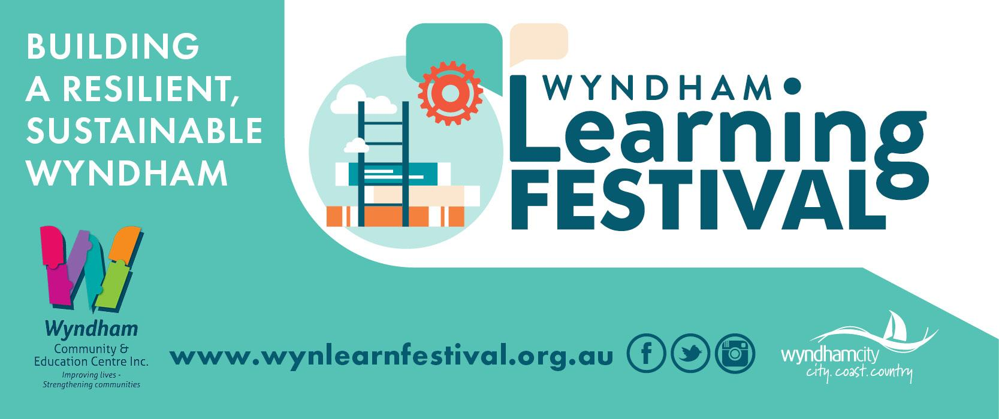 BUILDING
A RESILIENT,
SUSTAINABLE
WYNDHAM
WYNDHAM
Learning
FESTIVAL
Wyndham
Community &
Education Centre Inc.
Improving lives -
Strengthening communities
www.wynlearnfestival.org.au
wyndhamcity
city. coast. country